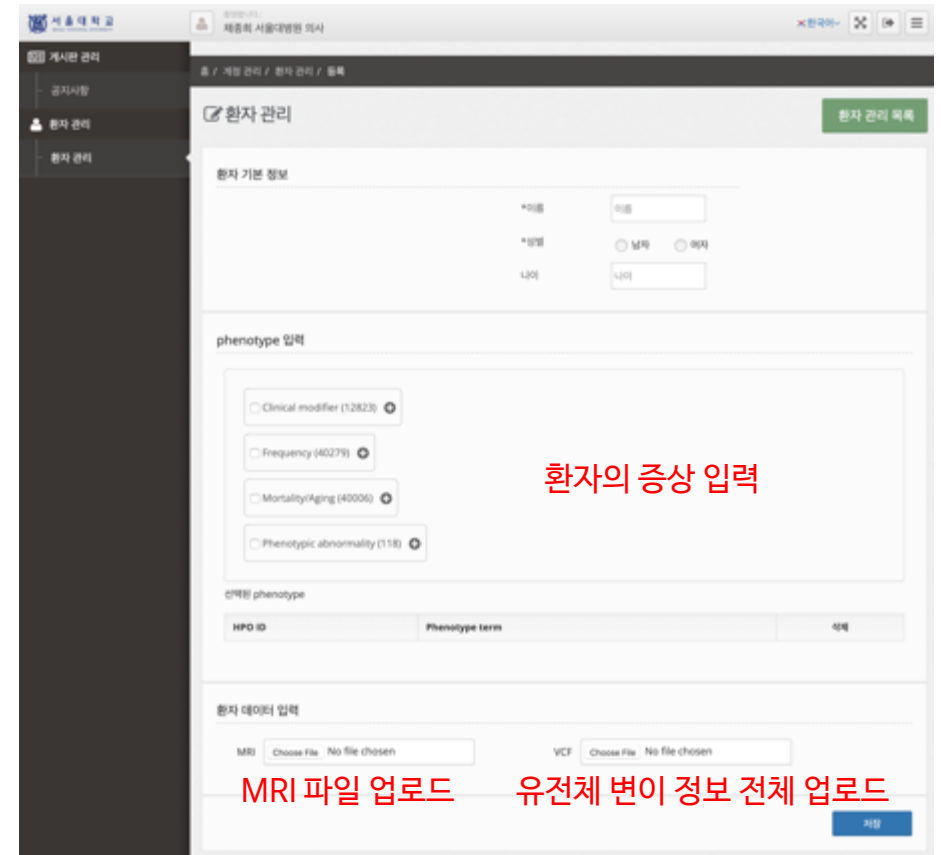 서울대학교
환영합니다.
채종희 서울대병원 의사
한국어
게시판 관리
공지사항
환자 관리
환자 관리
홈 / 계정 관리 / 환자 관리 / 등록
환자 관리
환자 관리 목록
환자 기본 정보
*이름
이름
*성별
남자
여자
나이
나이
phenotype 입력
Clinical modifier (12823)
Frequency (40279)
환자의 증상 입력
Mortality/Aging (40006)
Phenotypic abnormality (118)
선택된 phenotype
HPO ID
Phenotype term
삭제
환자 데이터 입력
MRI
Choose File
No file chosen
VCF
Choose File
No file chosen
MRI 파일 업로드
유전체 변이 정보 전체 업로드
저장